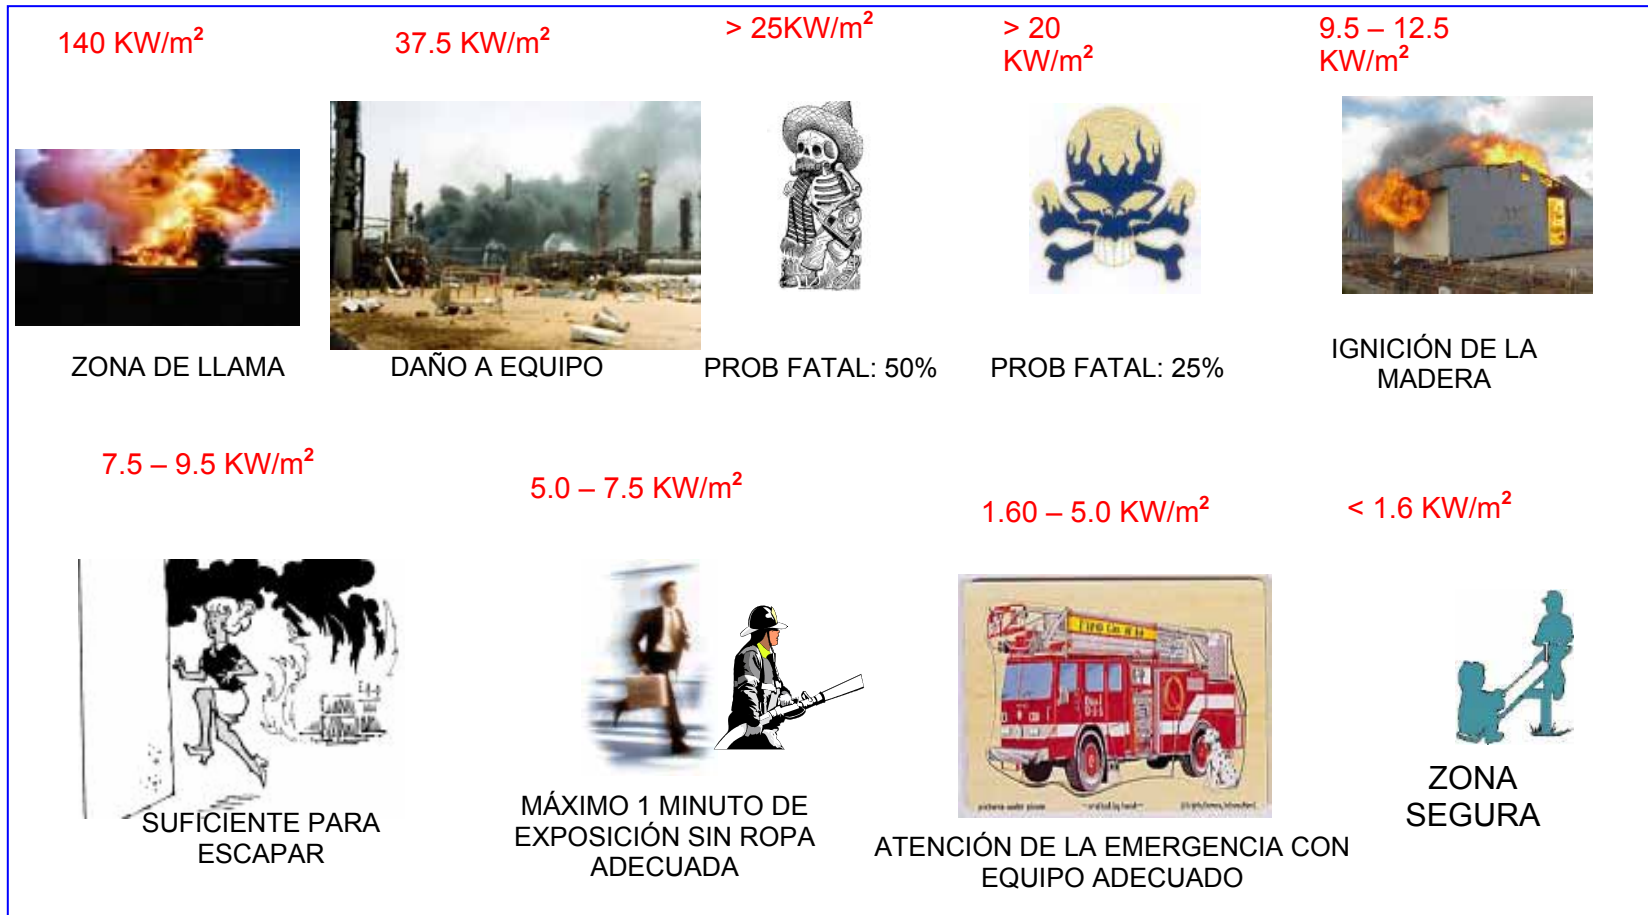 140 KW/m²
37.5 KW/m²
> 25KW/m²
> 20
KW/m²
9.5 – 12.5
KW/m²
ZONA DE LLAMA
DAÑO A EQUIPO
PROB FATAL: 50%
PROB FATAL: 25%
IGNICIÓN DE LA
MADERA
7.5 – 9.5 KW/m²
5.0 – 7.5 KW/m²
1.60 – 5.0 KW/m²
< 1.6 KW/m²
SUFICIENTE PARA
ESCAPAR
MÁXIMO 1 MINUTO DE
EXPOSICIÓN SIN ROPA
ADECUADA
ATENCIÓN DE LA EMERGENCIA CON
EQUIPO ADECUADO
ZONA
SEGURA